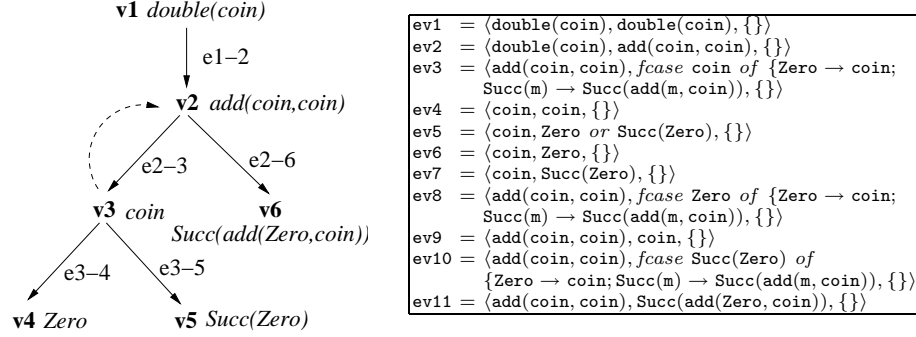 v1 double(coin)
e1–2
v2 add(coin,coin)
e2–3
e2–6
v3 coin
v6
Succ(add(Zero,coin))
e3–4
e3–5
v4 Zero
v5 Succ(Zero)
ev1 = ⟨double(coin), double(coin), {}⟩
ev2 = ⟨double(coin), add(coin, coin), {}⟩
ev3 = ⟨add(coin, coin), fcase coin of {Zero → coin;
Succ(m) → Succ(add(m, coin)), {}⟩
ev4 = ⟨coin, coin, {}⟩
ev5 = ⟨coin, Zero or Succ(Zero), {}⟩
ev6 = ⟨coin, Zero, {}⟩
ev7 = ⟨coin, Succ(Zero), {}⟩
ev8 = ⟨add(coin, coin), fcase Zero of {Zero → coin;
Succ(m) → Succ(add(m, coin)), {}⟩
ev9 = ⟨add(coin, coin), coin, {}⟩
ev10 = ⟨add(coin, coin), fcase Succ(Zero) of
{Zero → coin; Succ(m) → Succ(add(m, coin)), {}⟩
ev11 = ⟨add(coin, coin), Succ(add(Zero, coin)), {}⟩